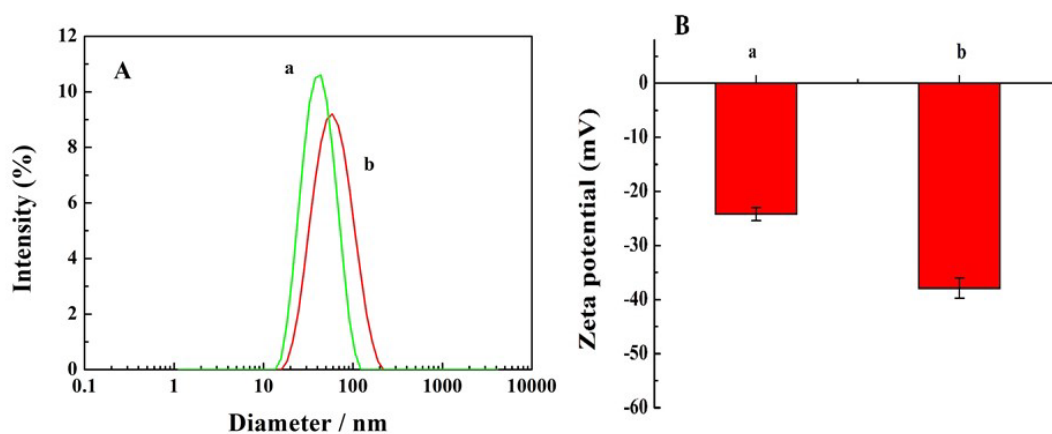 A
a
b
Intensity (%)
12
10
8
6
4
2
0
0.1 1 10 100 1000 10000
Diameter / nm
B
a b
Zeta potential (mV)
0
-10
-20
-30
-40
-50
-60